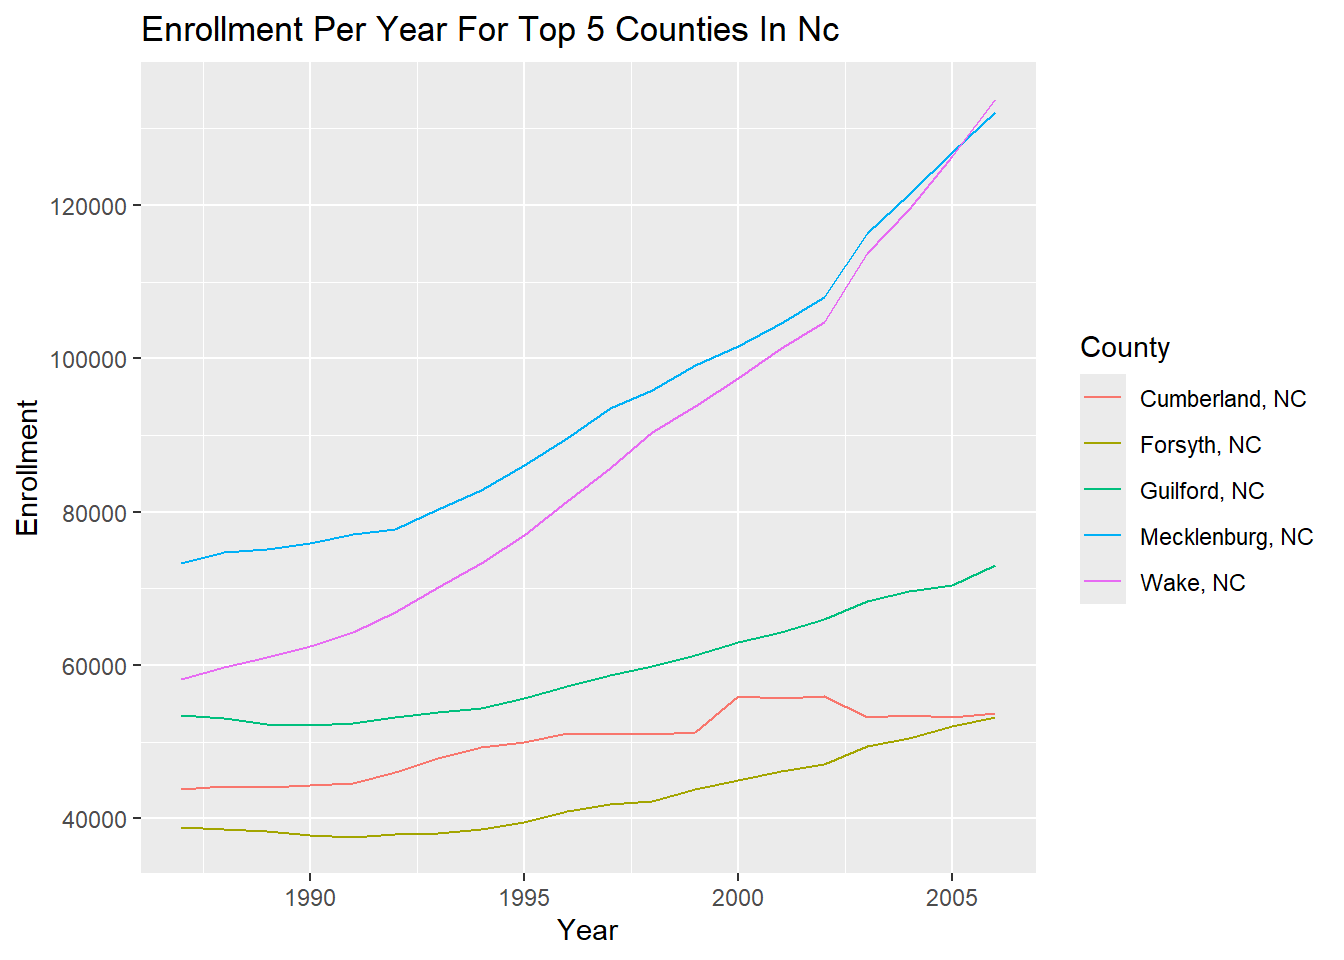 Enrollment Per Year For Top 5 Counties In Nc
Enrollment
120000
100000
80000
60000
40000
1990
1995
2000
2005
Year
County
Cumberland, NC
Forsyth, NC
Guilford, NC
Mecklenburg, NC
Wake, NC